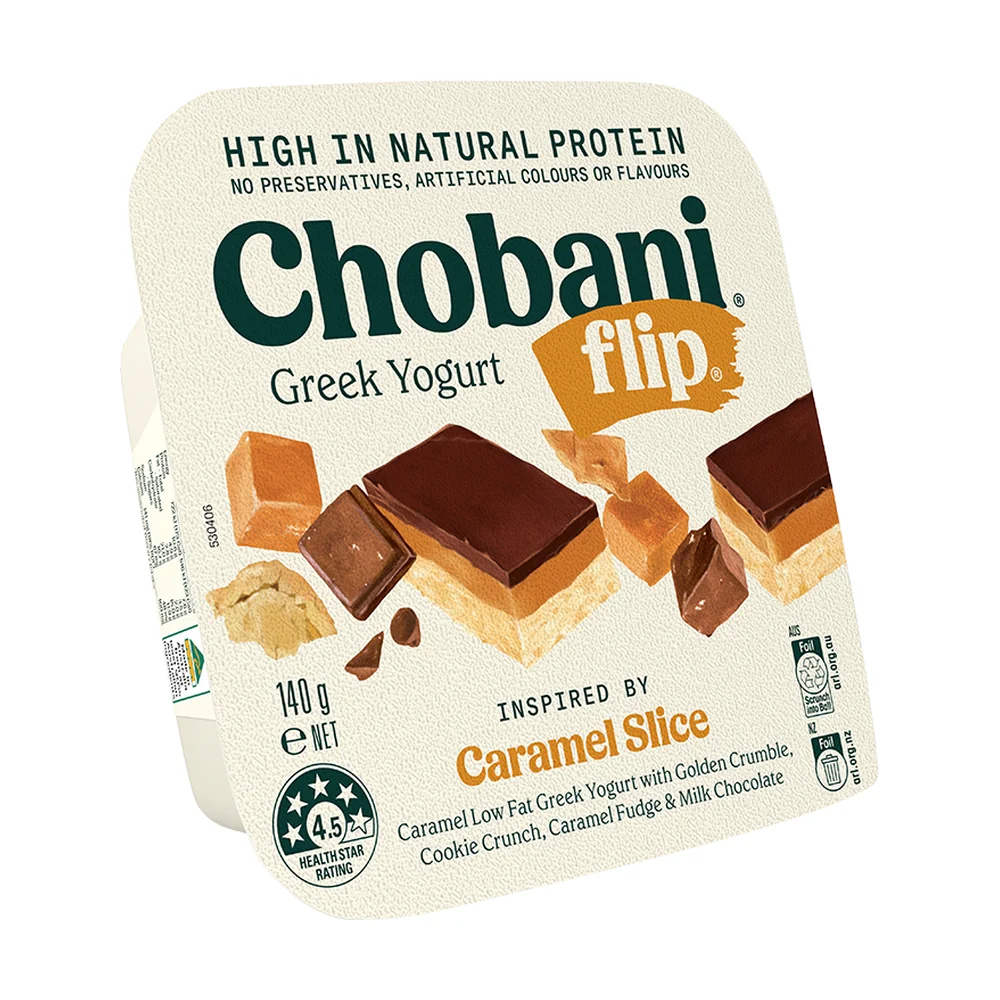 HIGH IN NATURAL PROTEIN
NO PRESERVATIVES, ARTIFICIAL COLOURS OR FLAVOURS
Chobani®
flip®
Greek Yogurt
530406
140 g
e NET
4.5
HEALTH STAR
RATING
INSPIRED BY
Caramel Slice
Caramel Low Fat Greek Yogurt with Golden Crumble,
Cookie Crunch, Caramel Fudge & Milk Chocolate
AUS
Foil
Scrunch
into Ball
arl.org.au
NZ
Foil
arl.org.nz